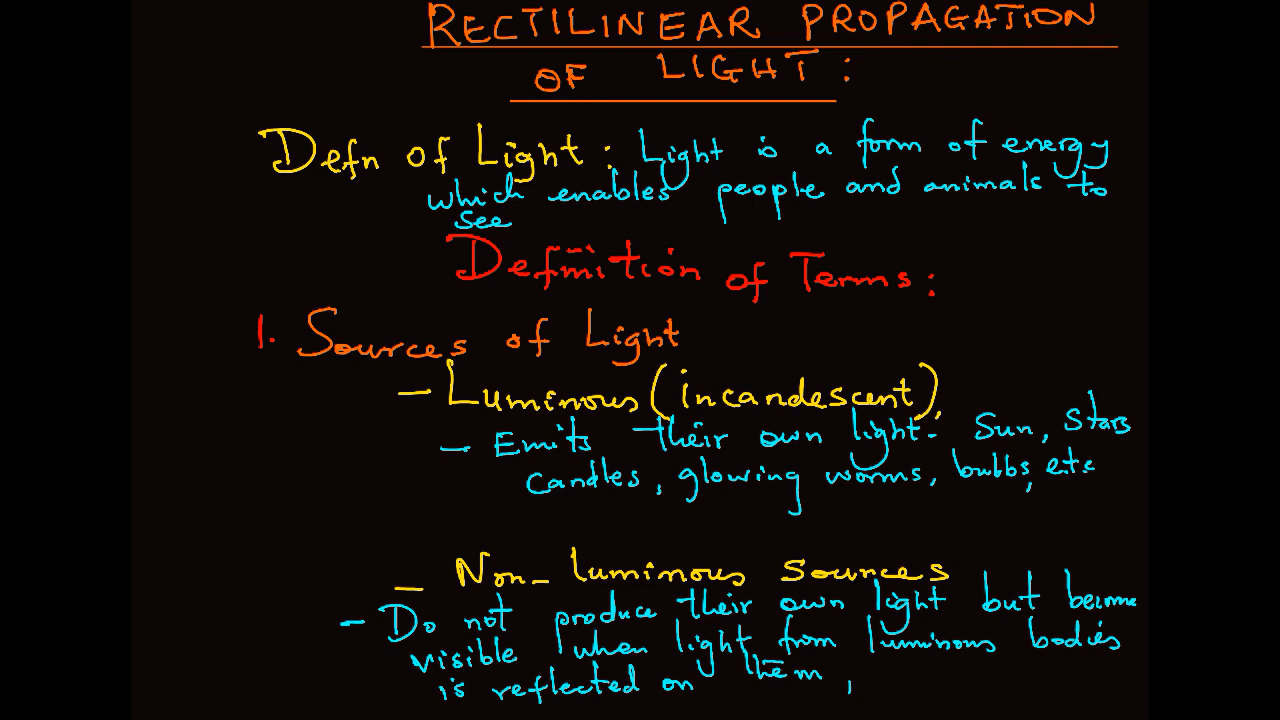 RECTILINEAR PROPAGATION
OF LIGHT:
Defn of Light: Light is a form of energy
which enables people and animals to
see
Definition of Terms:
1. Sources of Light
- Luminous (incandescent),
- Emits their own light. Sun, Stars
candles, glowing worms, bubbs, etc
- Non-luminous sources
- Do not produce their own light but become
visible when light from luminous bodies
is reflected on them,